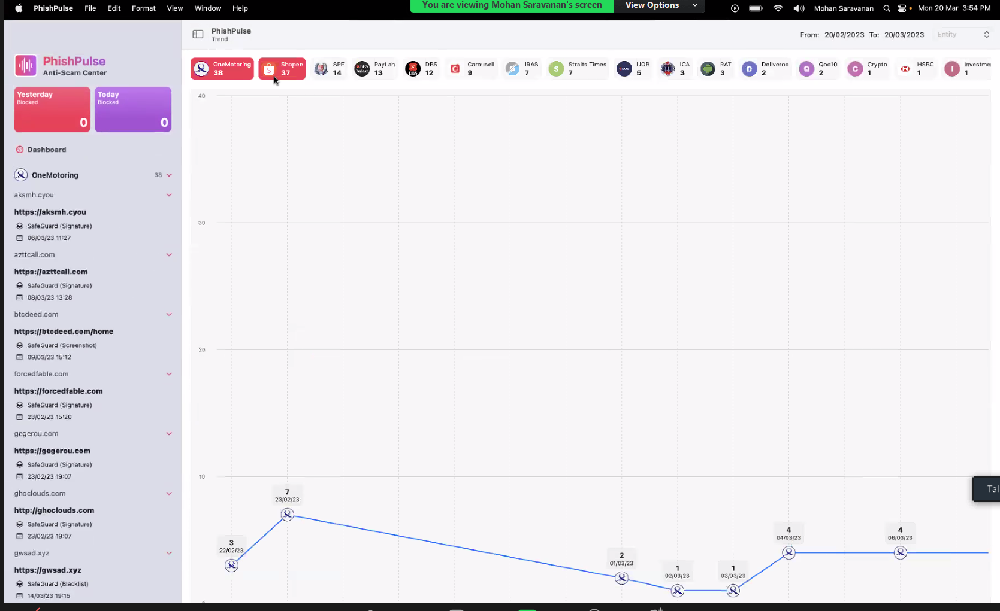 PhishPulse File Edit Format View Window Help
You are viewing Mohan Saravanan's screen View Options
Mohan Saravanan Mon 20 Mar 3:54 PM
PhishPulse
Anti-Scam Center
Yesterday
Blocked
0
Today
Blocked
0
Dashboard
OneMotoring 38
aksmh.cyou
https://aksmh.cyou
SafeGuard (Signature)
06/03/23 11:27
azttcall.com
https://azttcall.com
SafeGuard (Signature)
08/03/23 13:28
btcdeed.com
https://btcdeed.com/home
SafeGuard (Screenshot)
09/03/23 15:12
forcedfable.com
https://forcedfable.com
SafeGuard (Signature)
23/02/23 15:20
gegerou.com
https://gegerou.com
SafeGuard (Signature)
23/02/23 19:07
ghoclouds.com
http://ghoclouds.com
SafeGuard (Signature)
23/02/23 19:07
gwsad.xyz
https://gwsad.xyz
SafeGuard (Blacklist)
14/03/23 19:15
PhishPulse
Trend
From: 20/02/2023 To: 20/03/2023 Entity
OneMotoring
38
Shopee
37
SPF
14
PayLah
13
DBS
12
Carousell
9
IRAS
7
S
Straits Times
7
UOB
5
ICA
3
RAT
3
D
Deliveroo
2
Q
Qoo10
2
C
Crypto
1
HSBC
1
I
Investme
1
40
30
20
10
3
22/02/23
7
23/02/23
2
01/03/23
1
02/03/23
1
03/03/23
4
04/03/23
4
06/03/23
Tal